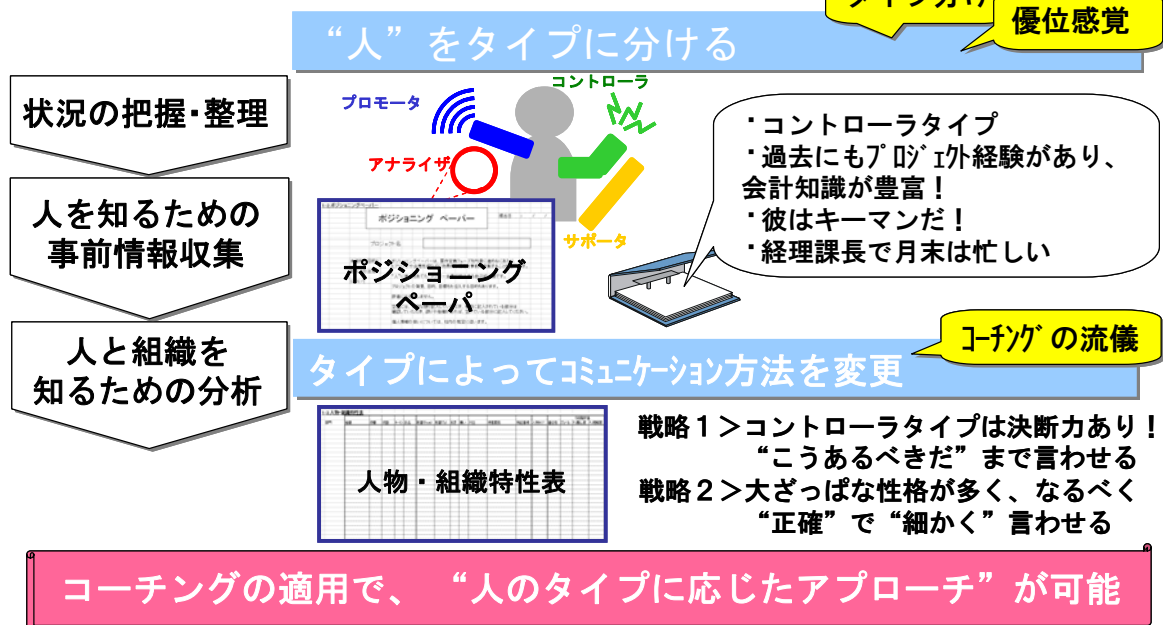 優位感覚
“人”をタイプに分ける
状況の把握・整理
人を知るための
事前情報収集
人と組織を
知るための分析
プロモータ
コントローラ
アナライザ
サポータ
ポジショニング ペーパー
ポジショニング
ペーパ
・コントローラタイプ
・過去にもﾌﾟﾛｼﾞｪｸﾄ経験があり、
会計知識が豊富！
・彼はキーマンだ！
・経理課長で月末は忙しい
ｺｰﾁﾝｸﾞの流儀
タイプによってｺﾐｭﾆｹｰｼｮﾝ方法を変更
人物・組織特性表
戦略１＞コントローラタイプは決断力あり！
“こうあるべきだ”まで言わせる
戦略２＞大ざっぱな性格が多く、なるべく
“正確”で“細かく”言わせる
コーチングの適用で、“人のタイプに応じたアプローチ”が可能